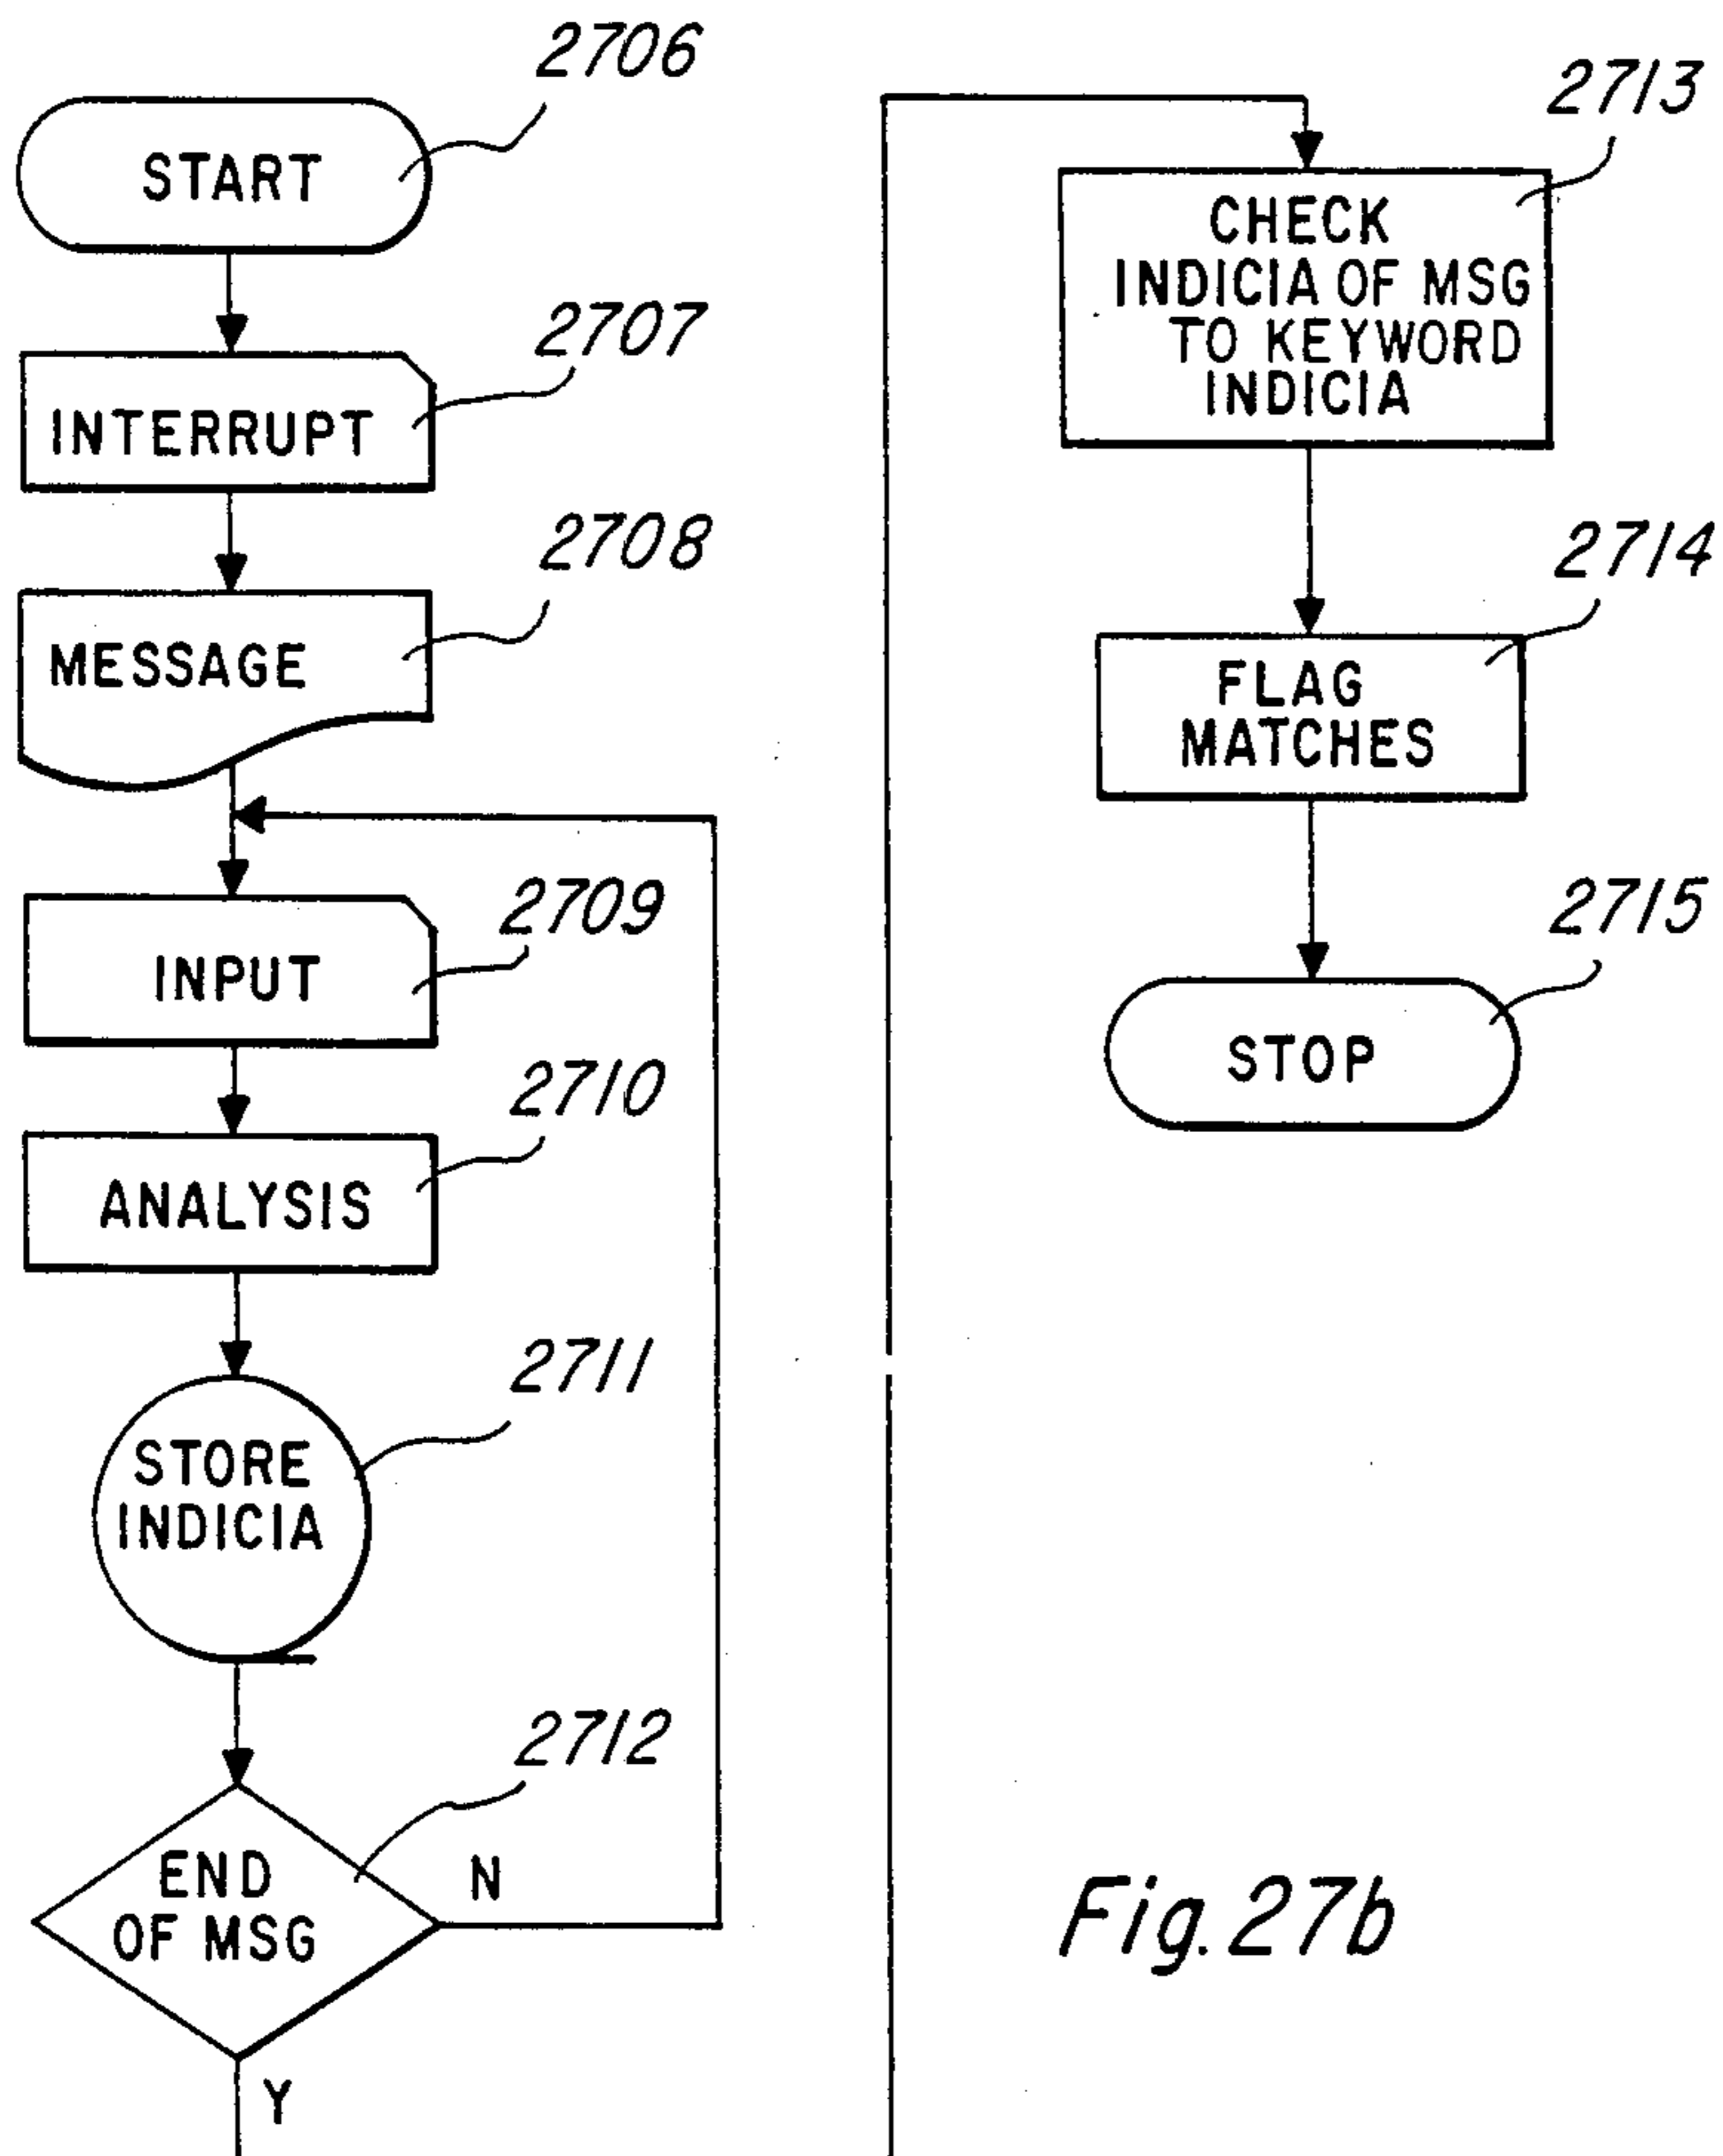 2706
START
2707
INTERRUPT
2708
MESSAGE
2709
INPUT
2710
ANALYSIS
2711
STORE
INDICIA
2712
END
OF MSG
N
Y
2713
CHECK
INDICIA OF MSG
TO KEYWORD
INDICIA
2714
FLAG
MATCHES
2715
STOP
Fig. 27b